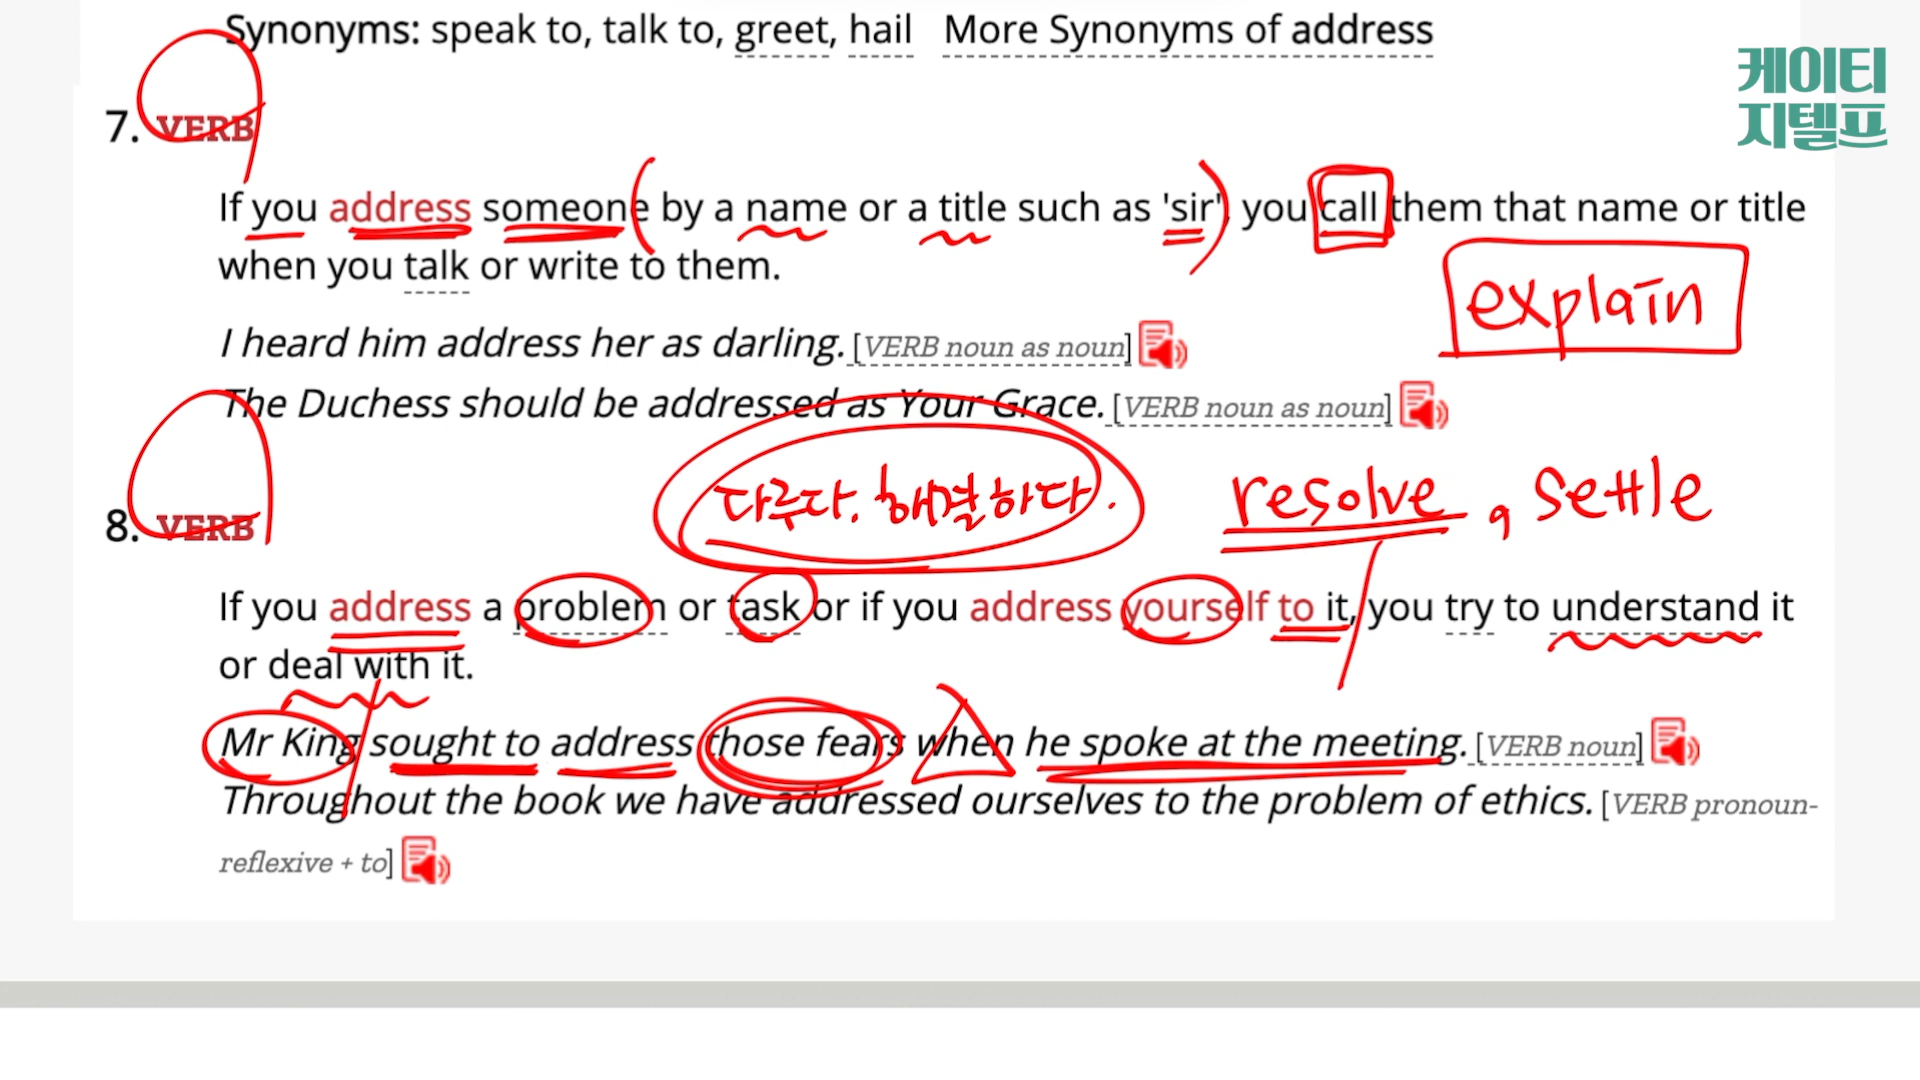 Synonyms: speak to, talk to, greet, hail More Synonyms of address
케이티
지텔프
7. VERB
If you address someone by a name or a title such as 'sir', you call them that name or title
when you talk or write to them.
explain
I heard him address her as darling. [VERB noun as noun]
The Duchess should be addressed as Your Grace. [VERB noun as noun]
다루다. 해결하다.
resolve, settle
8. VERB
If you address a problem or task or if you address yourself to it, you try to understand it
or deal with it.
Mr King sought to address those fears when he spoke at the meeting. [VERB noun]
Throughout the book we have addressed ourselves to the problem of ethics. [VERB pronoun-
reflexive + to]